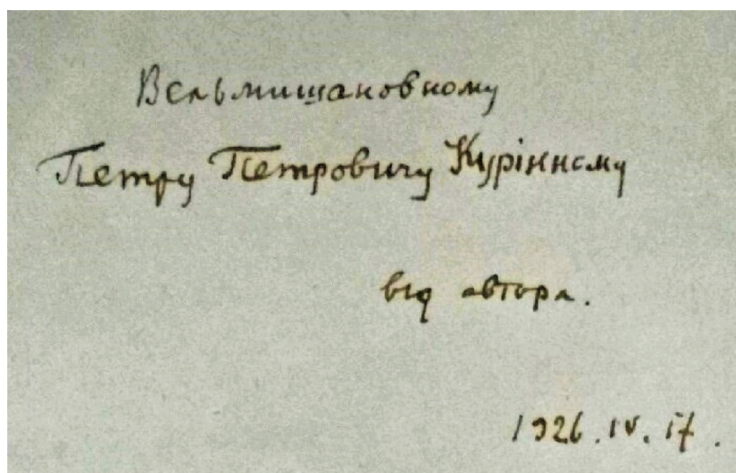 Вельмишановному
Петру Петровичу Курінному
від автора.
1926.IV.17.